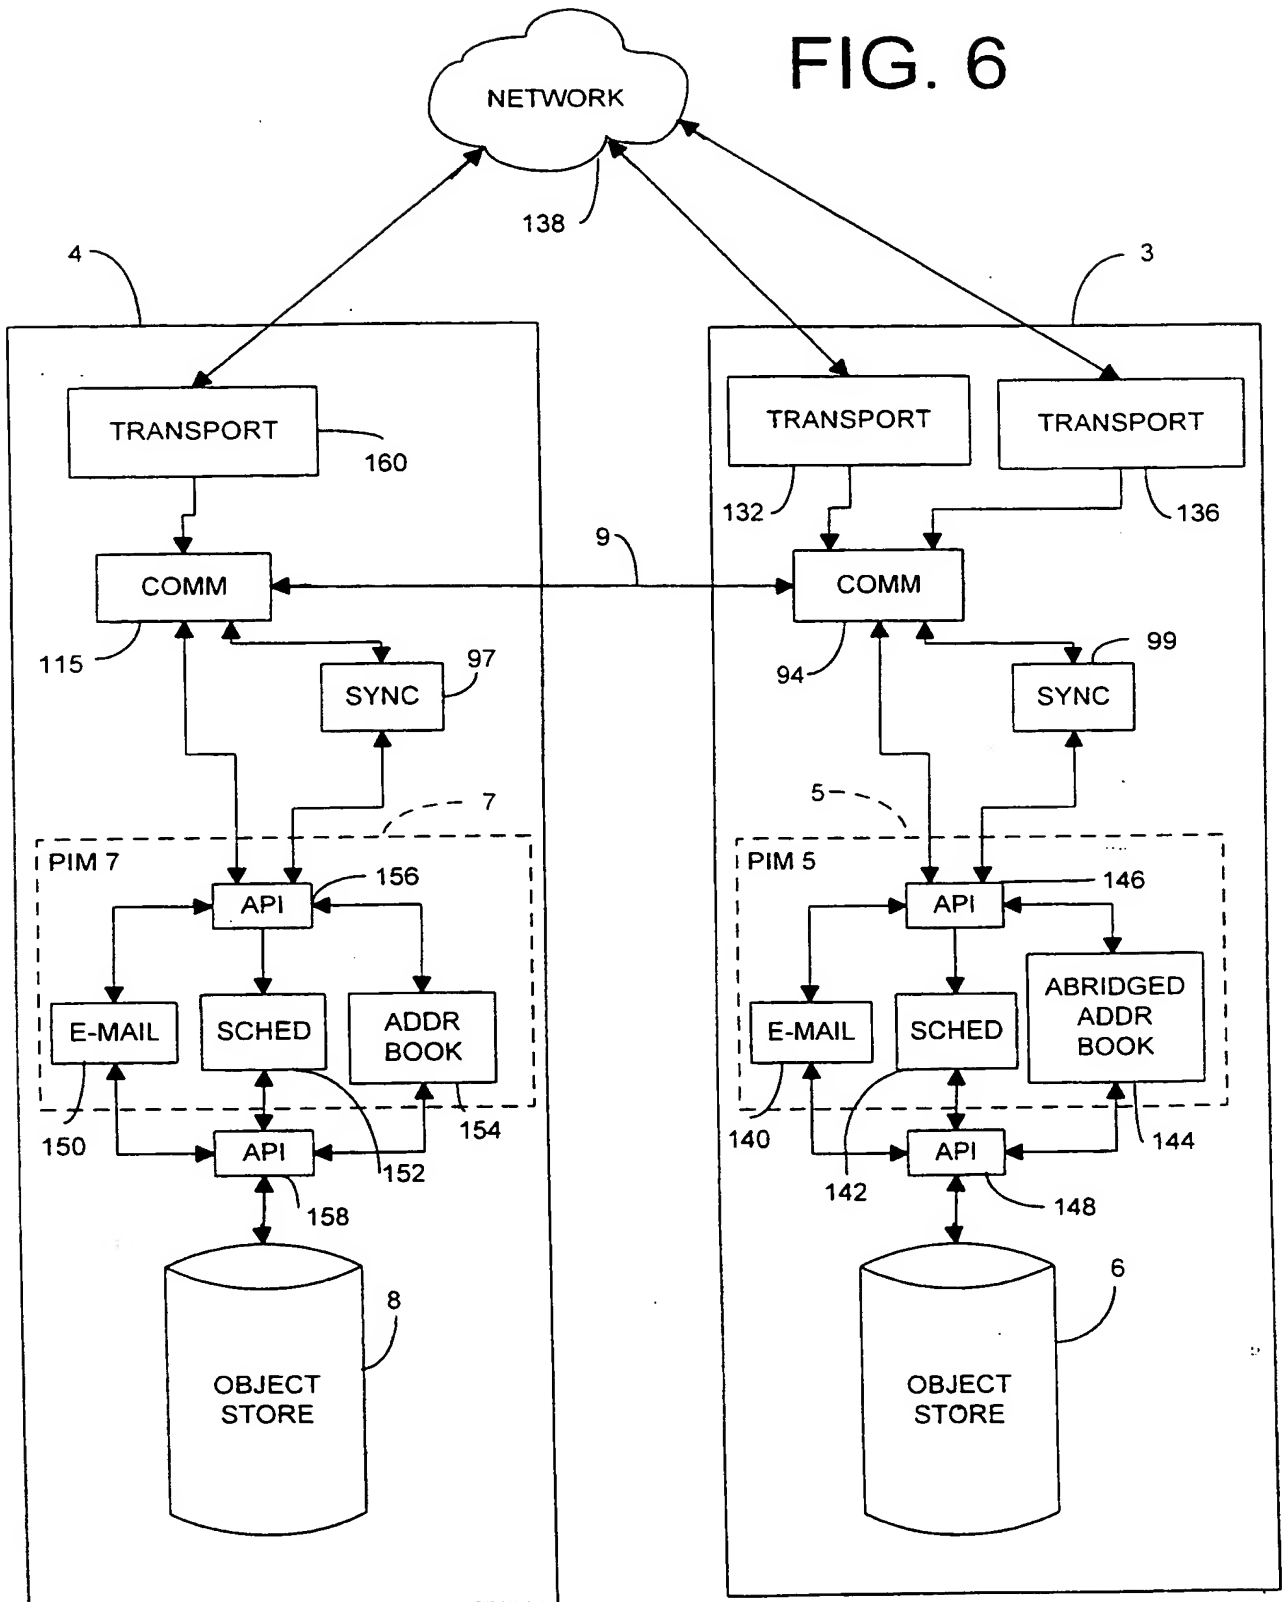 FIG. 6
NETWORK
138
4
3
TRANSPORT
160
TRANSPORT
132
TRANSPORT
136
9
COMM
115
COMM
94
97
SYNC
99
SYNC
7
5
PIM 7
156
API
PIM 5
146
API
E-MAIL
SCHED
ADDR
BOOK
E-MAIL
SCHED
ABRIDGED
ADDR
BOOK
150
API
152
154
140
142
API
144
158
148
8
6
OBJECT
STORE
OBJECT
STORE